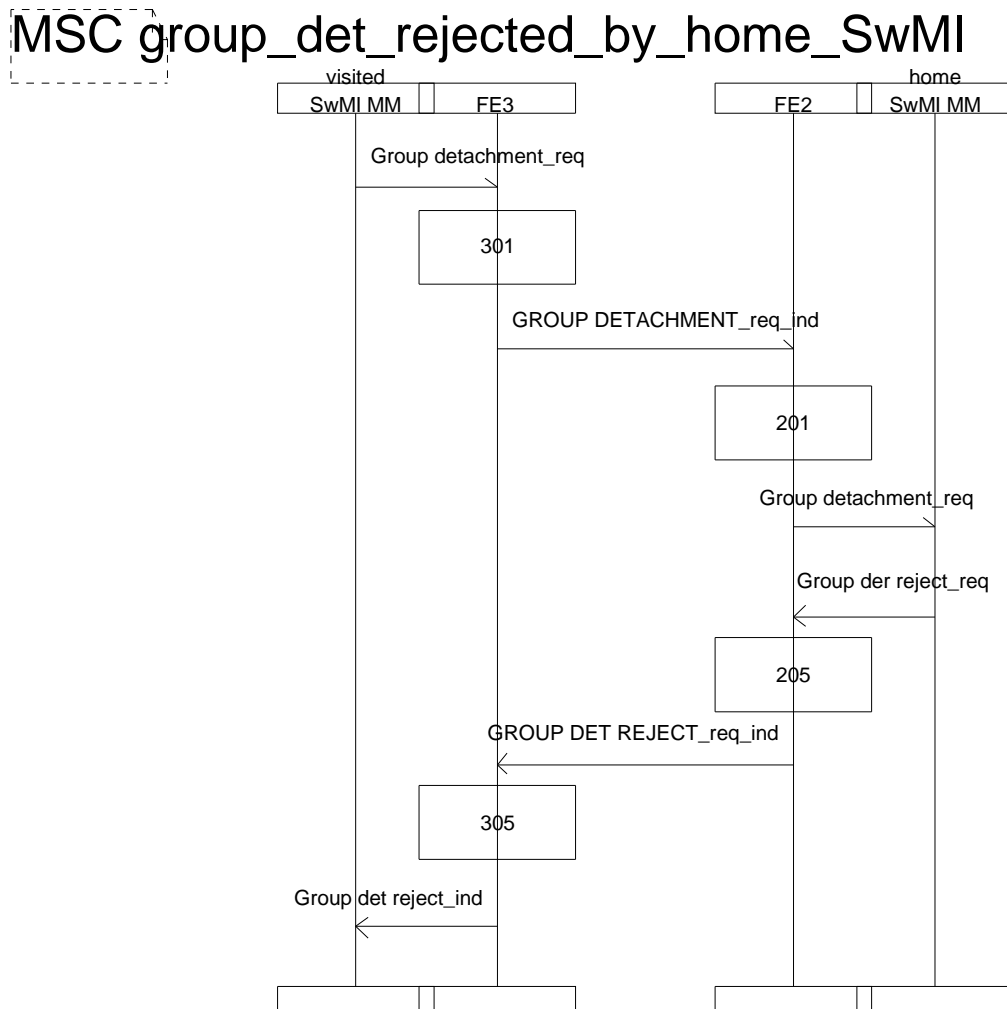 MSC group_det_rejected_by_home_SwMI
visited
SwMI MM
FE3
FE2
home
SwMI MM
Group detachment_req
301
GROUP DETACHMENT_req_ind
201
Group detachment_req
Group der reject_req
205
GROUP DET REJECT_req_ind
305
Group det reject_ind